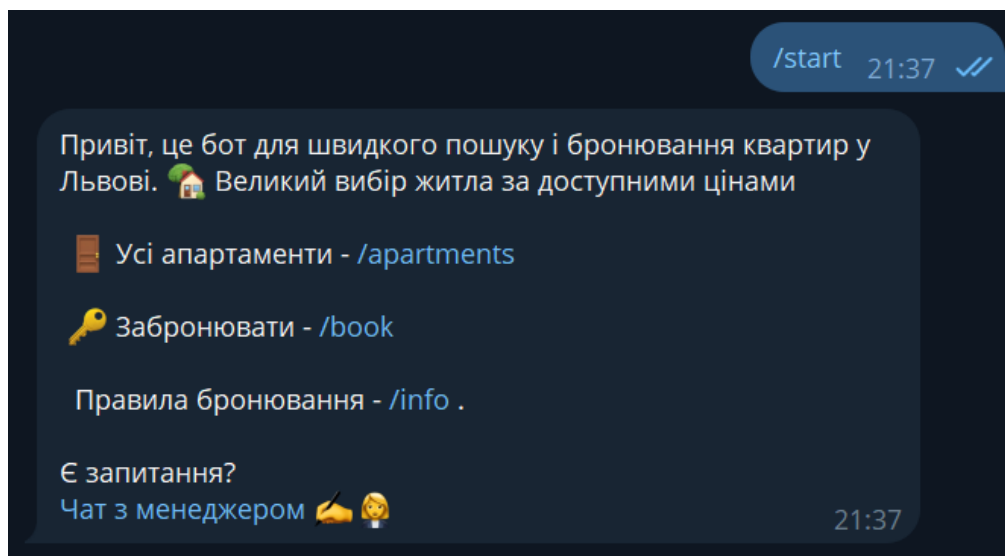 /start 21:37
Привіт, це бот для швидкого пошуку і бронювання квартир у
Львові. 🏡 Великий вибір житла за доступними цінами
🚪 Усі апартаменти - /apartments
🔑 Забронювати - /book
Правила бронювання - /info .
Є запитання?
Чат з менеджером ✍️👩‍💼
21:37